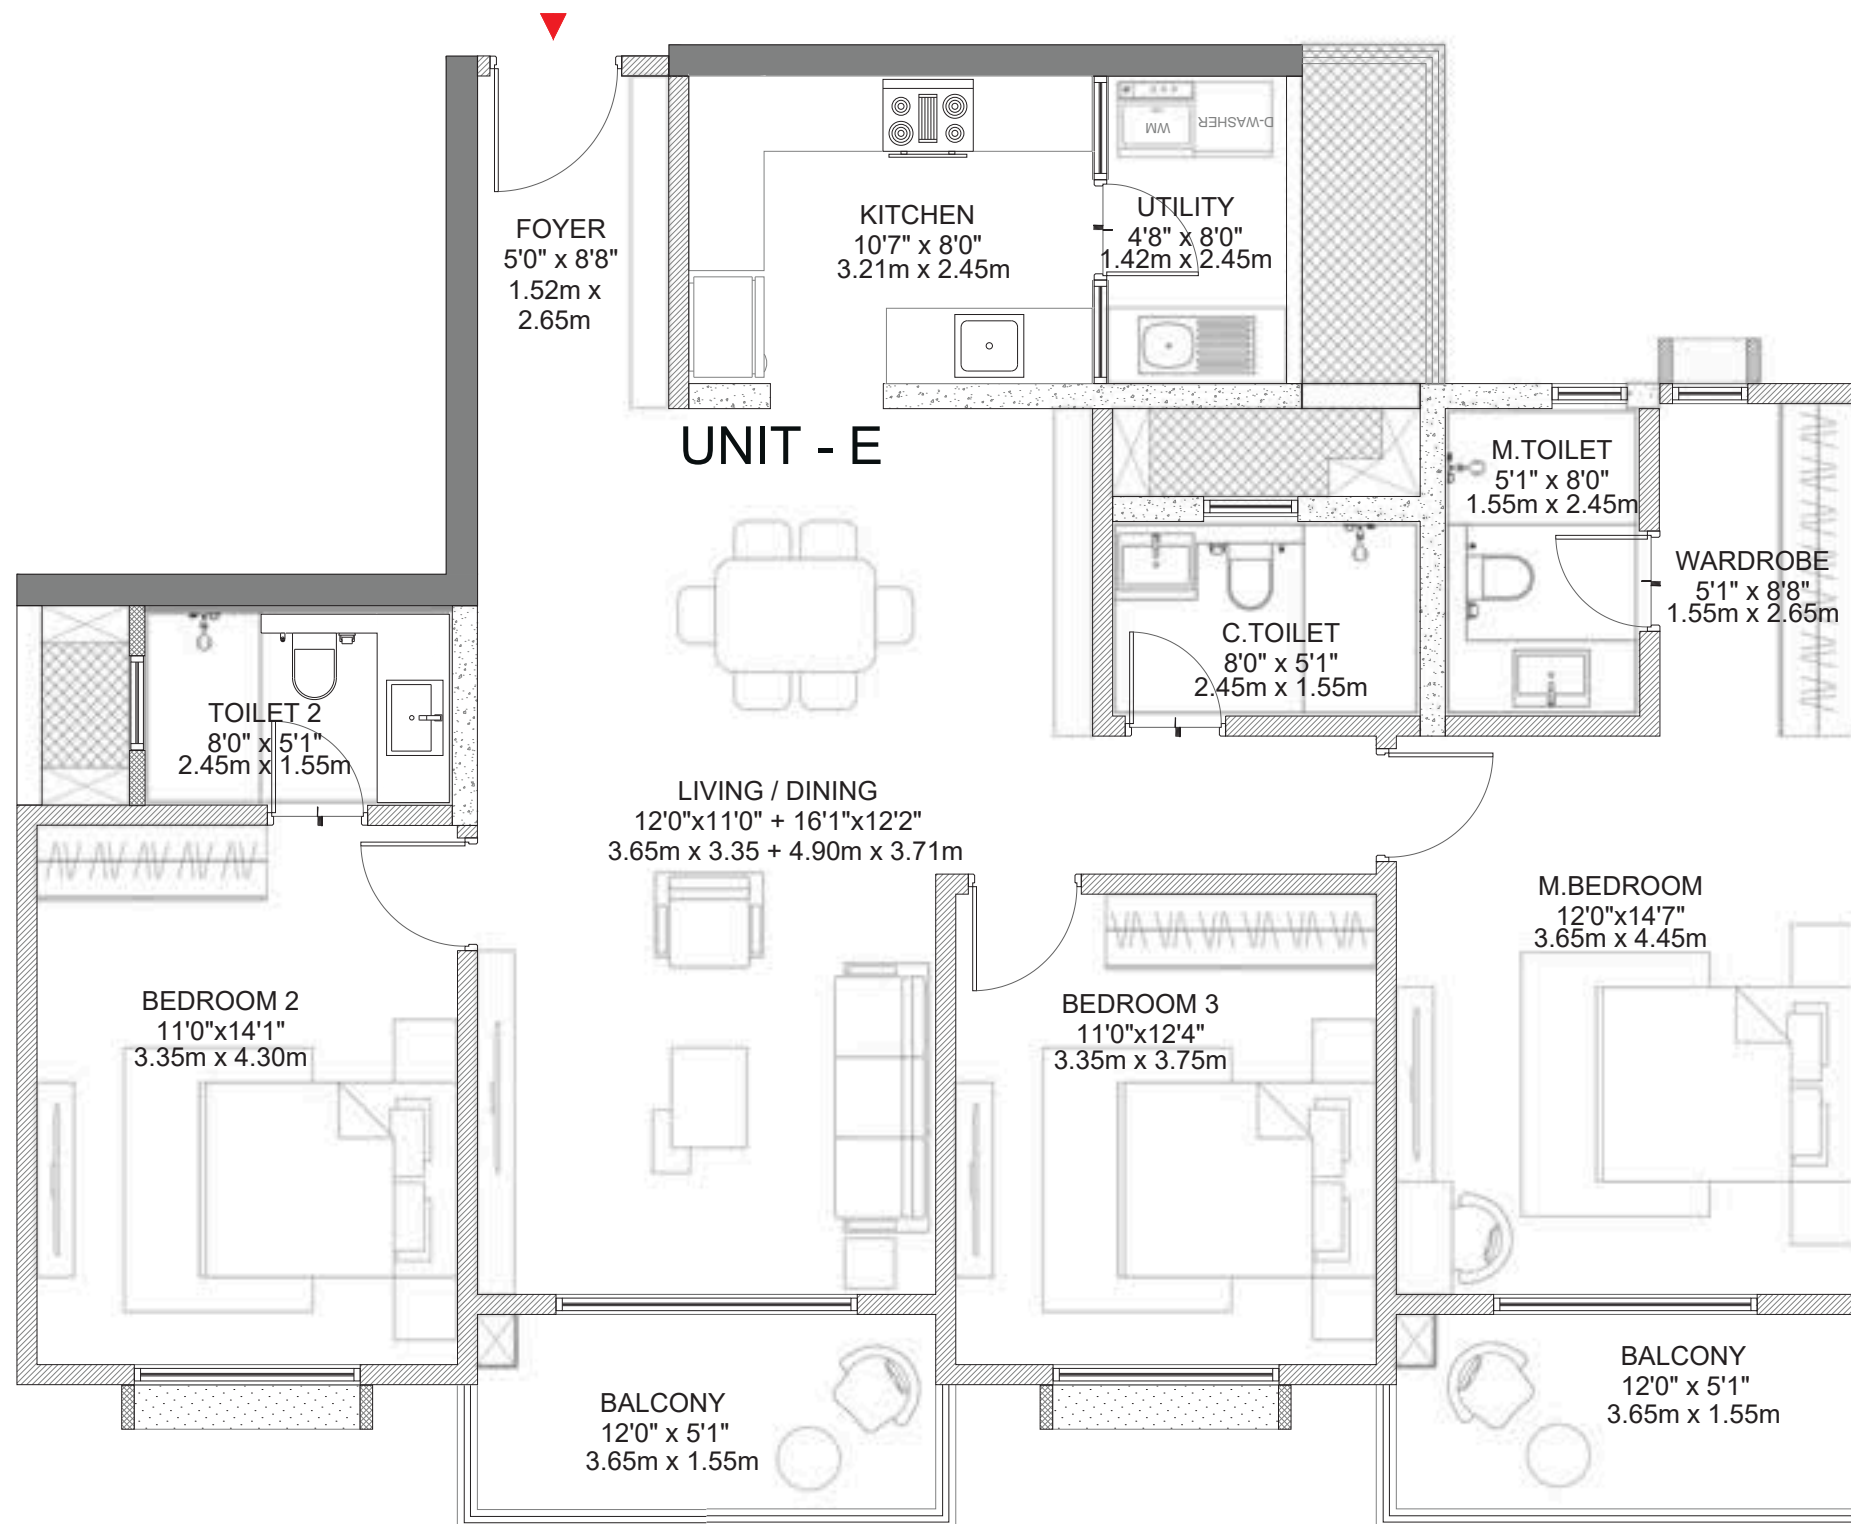 FOYER
5'0" x 8'8"
1.52m x
2.65m
KITCHEN
10'7" x 8'0"
3.21m x 2.45m
WM
D-WASHER
UTILITY
4'8" x 8'0"
1.42m x 2.45m
UNIT - E
M.TOILET
5'1" x 8'0"
1.55m x 2.45m
WARDROBE
5'1" x 8'8"
1.55m x 2.65m
C.TOILET
8'0" x 5'1"
2.45m x 1.55m
TOILET 2
8'0" x 5'1"
2.45m x 1.55m
LIVING / DINING
12'0"x11'0" + 16'1"x12'2"
3.65m x 3.35 + 4.90m x 3.71m
M.BEDROOM
12'0"x14'7"
3.65m x 4.45m
BEDROOM 2
11'0"x14'1"
3.35m x 4.30m
BEDROOM 3
11'0"x12'4"
3.35m x 3.75m
BALCONY
12'0" x 5'1"
3.65m x 1.55m
BALCONY
12'0" x 5'1"
3.65m x 1.55m